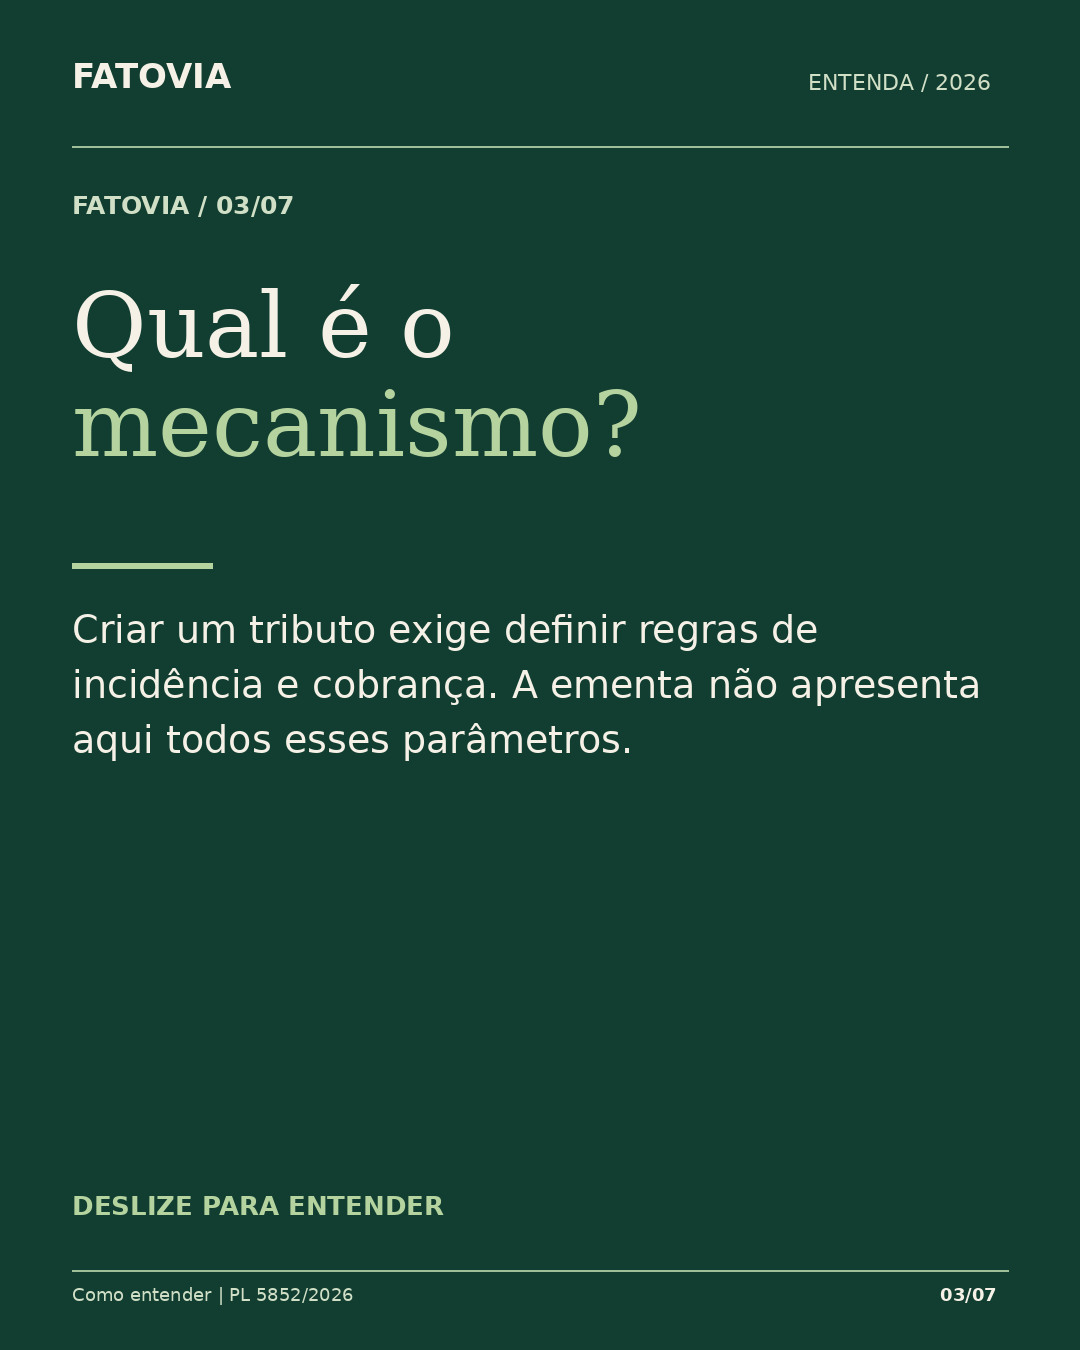 FATOVIA
ENTENDA / 2026
FATOVIA / 03/07
Qual é o
mecanismo?
Criar um tributo exige definir regras de
incidência e cobrança. A ementa não apresenta
aqui todos esses parâmetros.
DESLIZE PARA ENTENDER
Como entender | PL 5852/2026
03/07